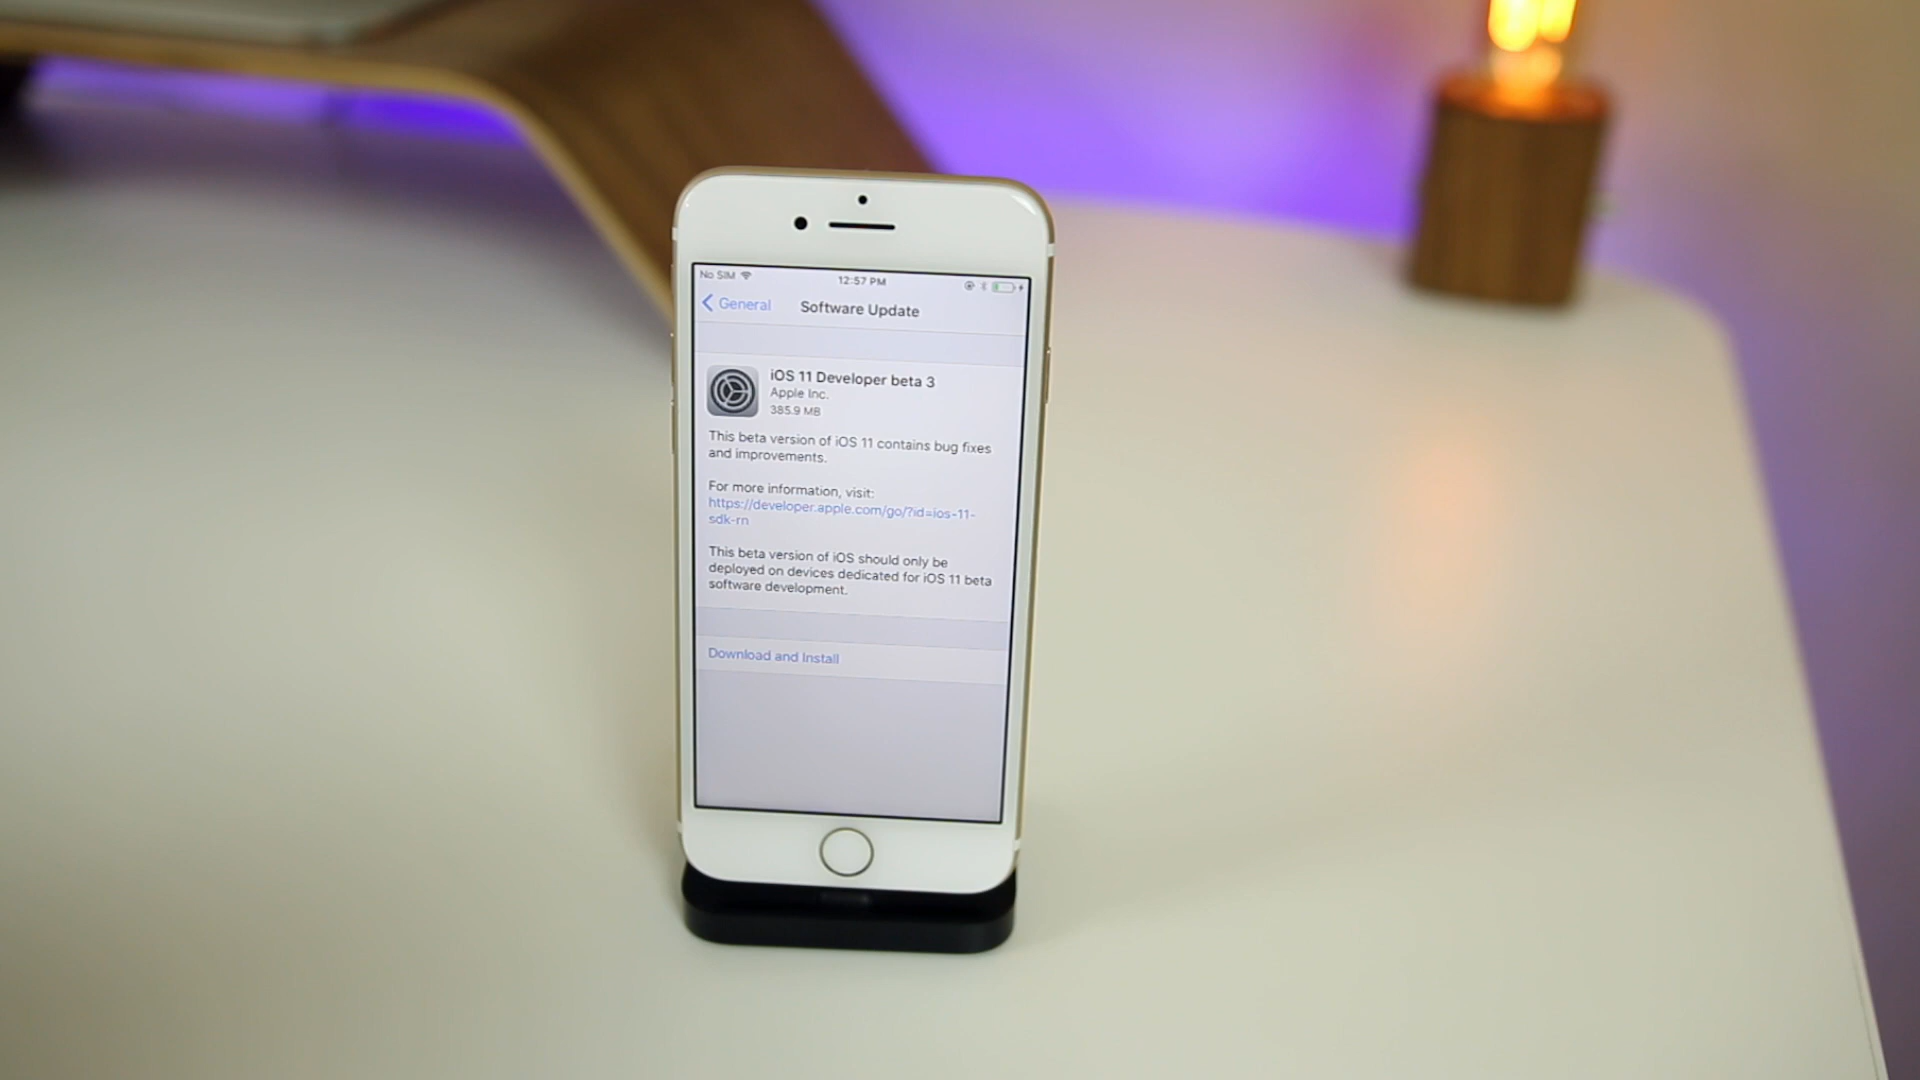 No SIM
12:57 PM
General
Software Update
iOS 11 Developer beta 3
Apple Inc.
385.9 MB
This beta version of iOS 11 contains bug fixes
and improvements.
For more information, visit:
https://developer.apple.com/go/?id=ios-11-
sdk-rn
This beta version of iOS should only be
deployed on devices dedicated for iOS 11 beta
software development.
Download and Install